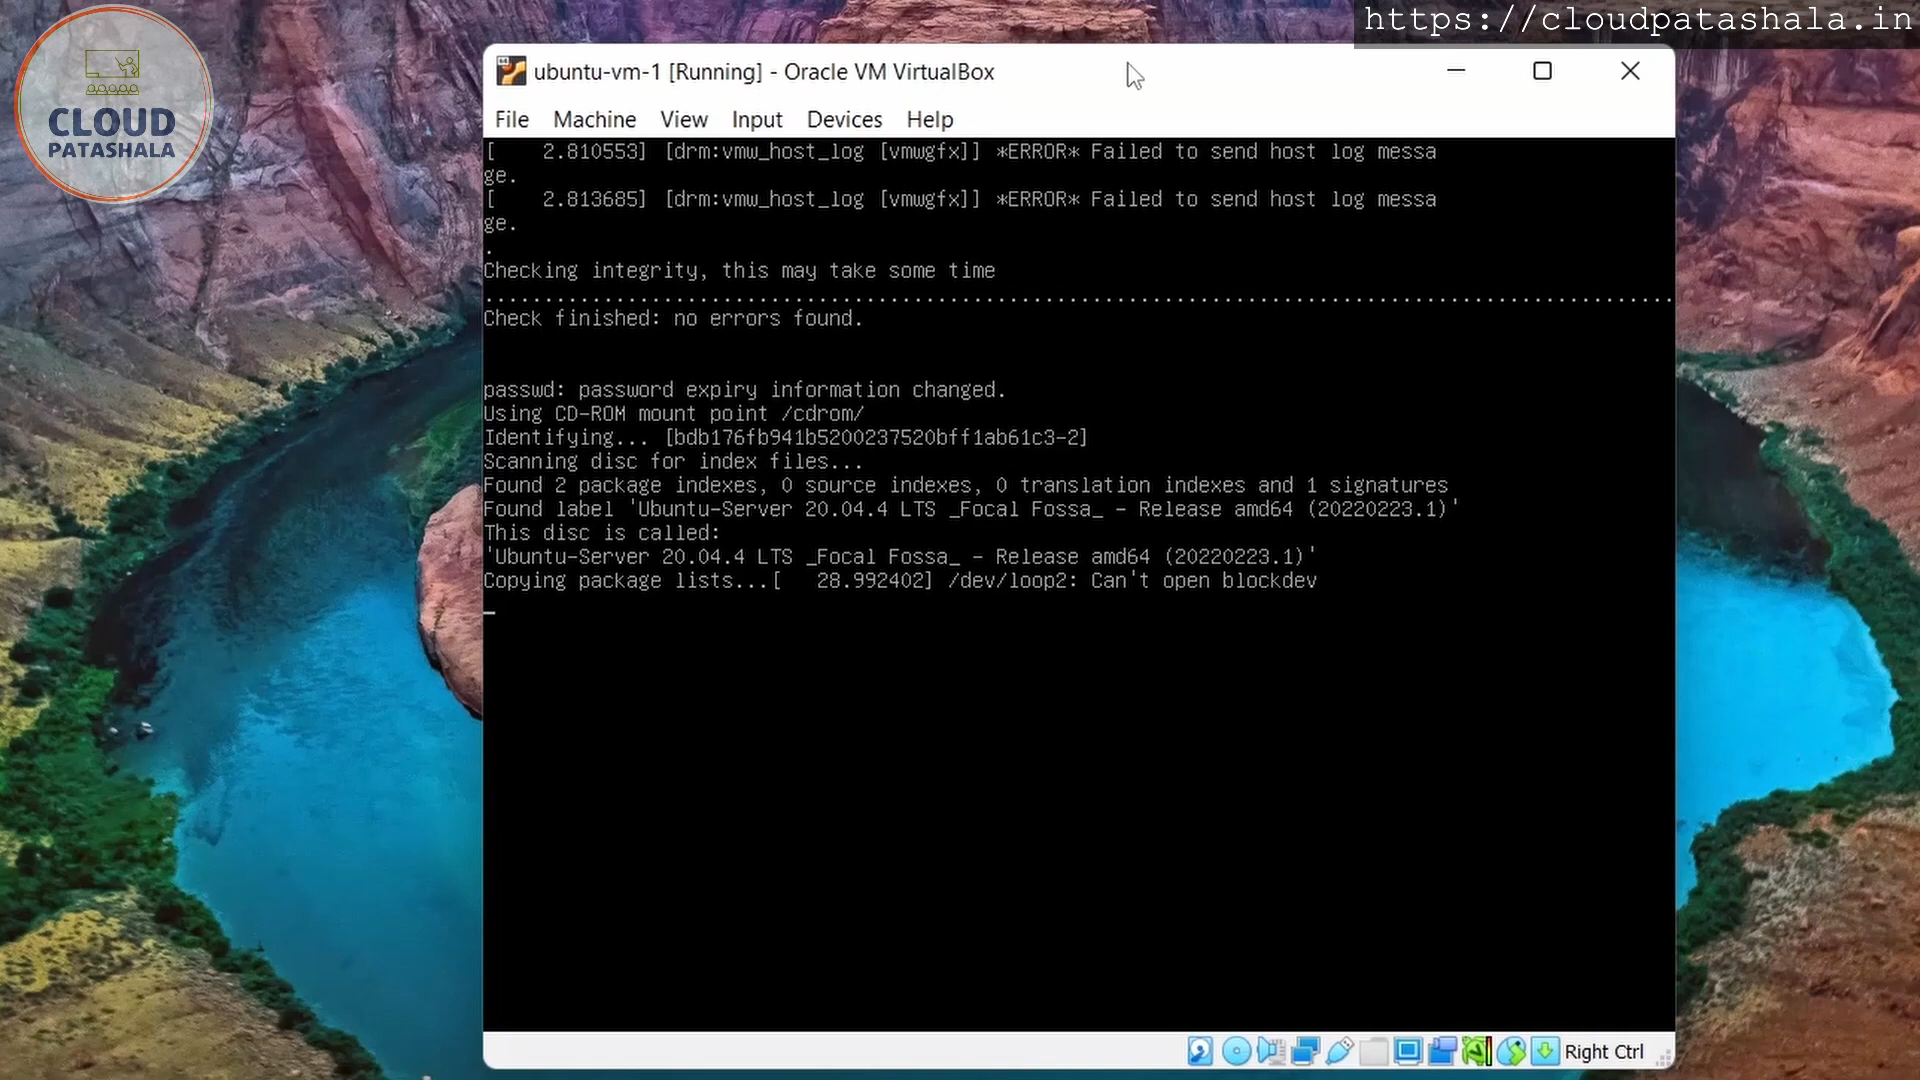 https://cloudpatashala.in
CLOUD
PATASHALA
ubuntu-vm-1 [Running] - Oracle VM VirtualBox
File Machine View Input Devices Help
[    2.810553] [drm:vmw_host_log [vmwgfx]] *ERROR* Failed to send host log messa
ge.
[    2.813685] [drm:vmw_host_log [vmwgfx]] *ERROR* Failed to send host log messa
ge.
.
Checking integrity, this may take some time
....................................................................................................
Check finished: no errors found.
passwd: password expiry information changed.
Using CD-ROM mount point /cdrom/
Identifying... [bdb176fb941b5200237520bff1ab61c3-2]
Scanning disc for index files...
Found 2 package indexes, 0 source indexes, 0 translation indexes and 1 signatures
Found label 'Ubuntu-Server 20.04.4 LTS _Focal Fossa_ - Release amd64 (20220223.1)'
This disc is called:
'Ubuntu-Server 20.04.4 LTS _Focal Fossa_ - Release amd64 (20220223.1)'
Copying package lists...[   28.992402] /dev/loop2: Can't open blockdev
Right Ctrl